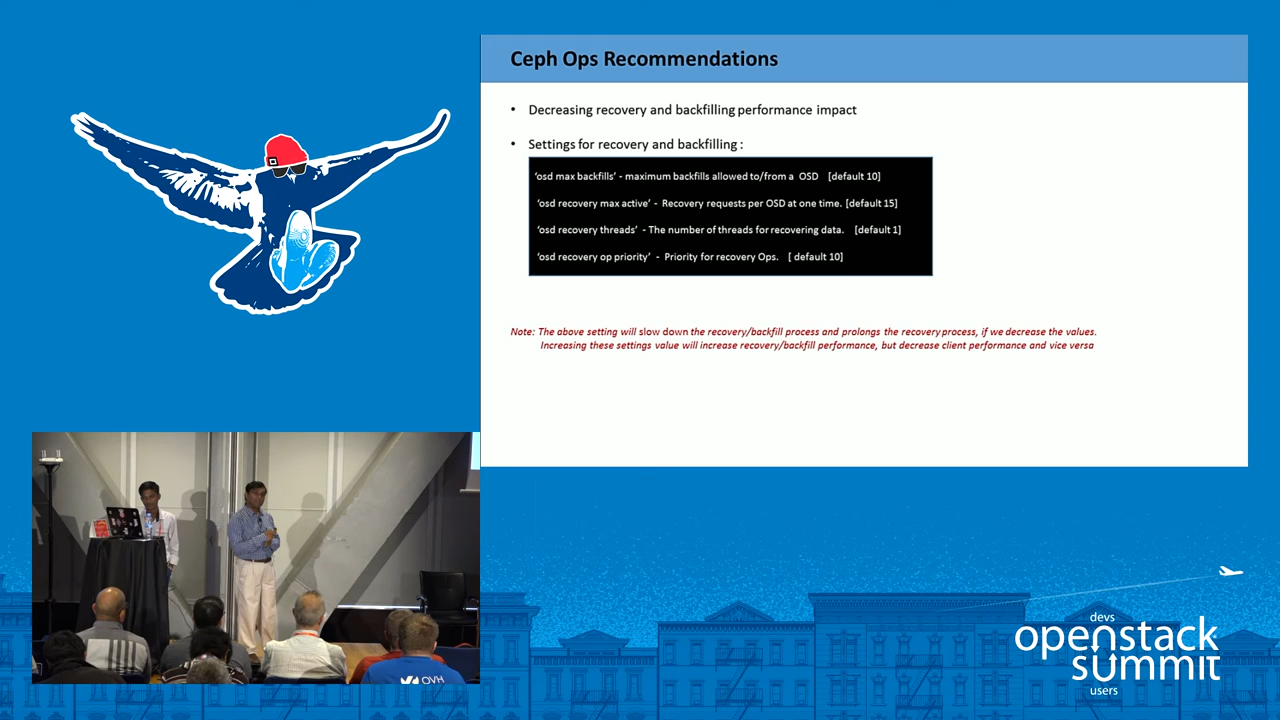 Ceph Ops Recommendations
• Decreasing recovery and backfilling performance impact
• Settings for recovery and backfilling :
‘osd max backfills’ - maximum backfills allowed to/from a OSD [default 10]
‘osd recovery max active’ - Recovery requests per OSD at one time. [default 15]
‘osd recovery threads’ - The number of threads for recovering data. [default 1]
‘osd recovery op priority’ - Priority for recovery Ops. [ default 10]
Note: The above setting will slow down the recovery/backfill process and prolongs the recovery process, if we decrease the values.
Increasing these settings value will increase recovery/backfill performance, but decrease client performance and vice versa
OVH
devs
openstack
summit
users